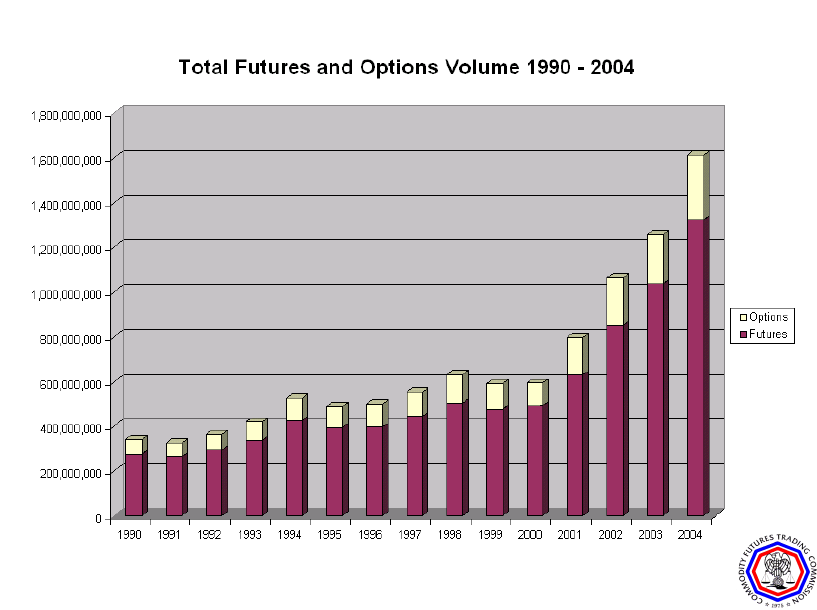 Total Futures and Options Volume 1990 - 2004
1,800,000,000
1,600,000,000
1,400,000,000
1,200,000,000
1,000,000,000
800,000,000
600,000,000
400,000,000
200,000,000
0
1990 1991 1992 1993 1994 1995 1996 1997 1998 1999 2000 2001 2002 2003 2004
Options
Futures
COMMODITY FUTURES TRADING COMMISSION
1975